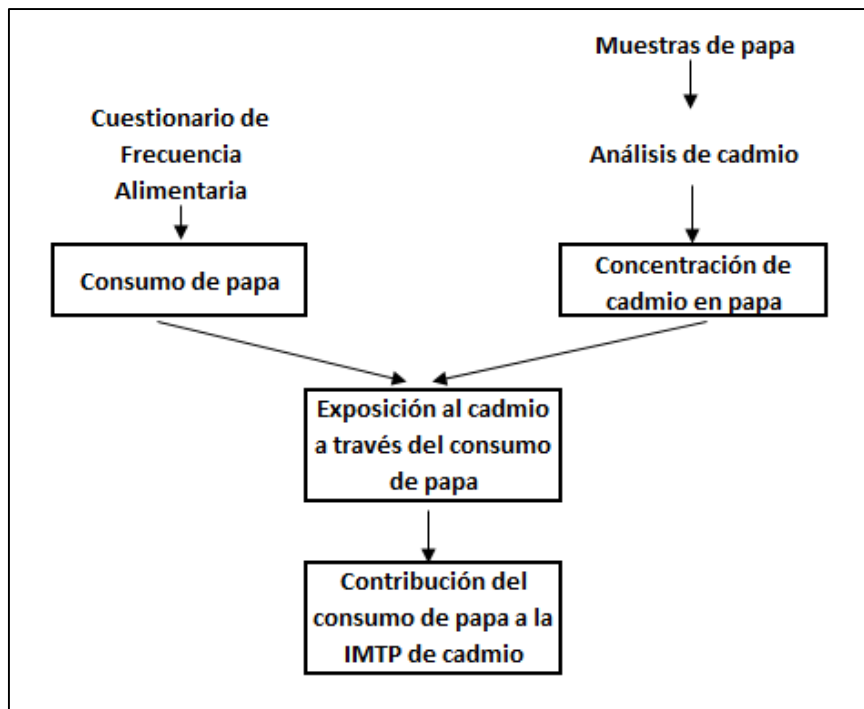 Muestras de papa
Cuestionario de
Frecuencia
Alimentaria
Análisis de cadmio
Consumo de papa
Concentración de
cadmio en papa
Exposición al cadmio
a través del consumo
de papa
Contribución del
consumo de papa a la
IMTP de cadmio